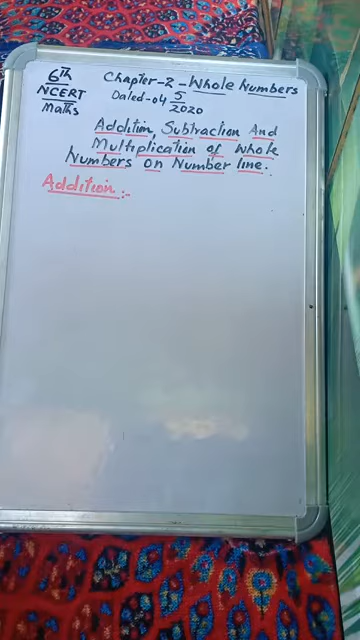 6th Chapter-2-Whole Numbers
NCERT Dated-04 5/2020
Maths
Addition, Subtraction And
Multiplication of Whole
Numbers on Number line.
Addition:-